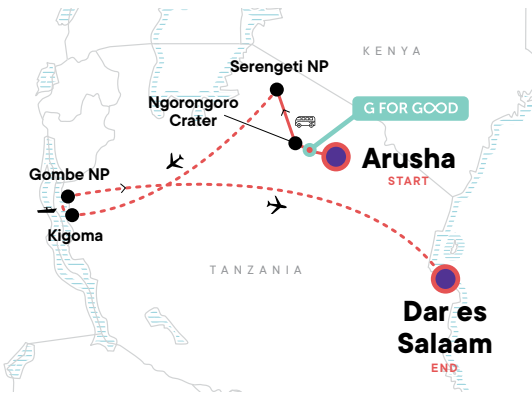 KENYA
Serengeti NP
Ngorongoro
Crater
G FOR GOOD
Arusha
START
Gombe NP
Kigoma
TANZANIA
Dar es
Salaam
END